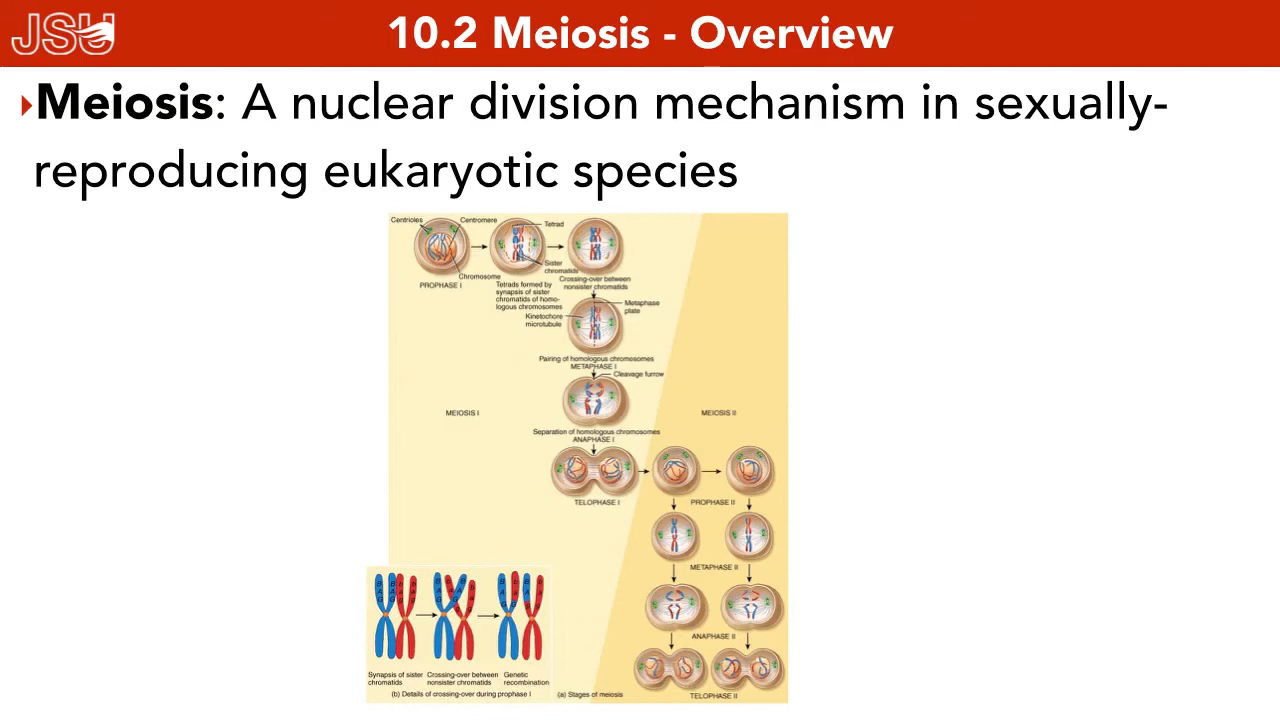 JSU
10.2 Meiosis - Overview
Meiosis: A nuclear division mechanism in sexually-
reproducing eukaryotic species
Centrioles
Centromere
Tetrad
Sister
chromatids
Chromosome
PROPHASE I
Tetrads formed by
synapsis of sister
chromatids of homo-
logous chromosomes
Crossing-over between
nonsister chromatids
Kinetochore
microtubule
Metaphase
plate
Pairing of homologous chromosomes
METAPHASE I
Cleavage furrow
MEIOSIS I
MEIOSIS II
Separation of homologous chromosomes
ANAPHASE I
TELOPHASE I
PROPHASE II
METAPHASE II
ANAPHASE II
TELOPHASE II
Synapsis of sister
chromatids
Crossing-over between
nonsister chromatids
Genetic
recombination
(b) Details of crossing-over during prophase I
(a) Stages of meiosis